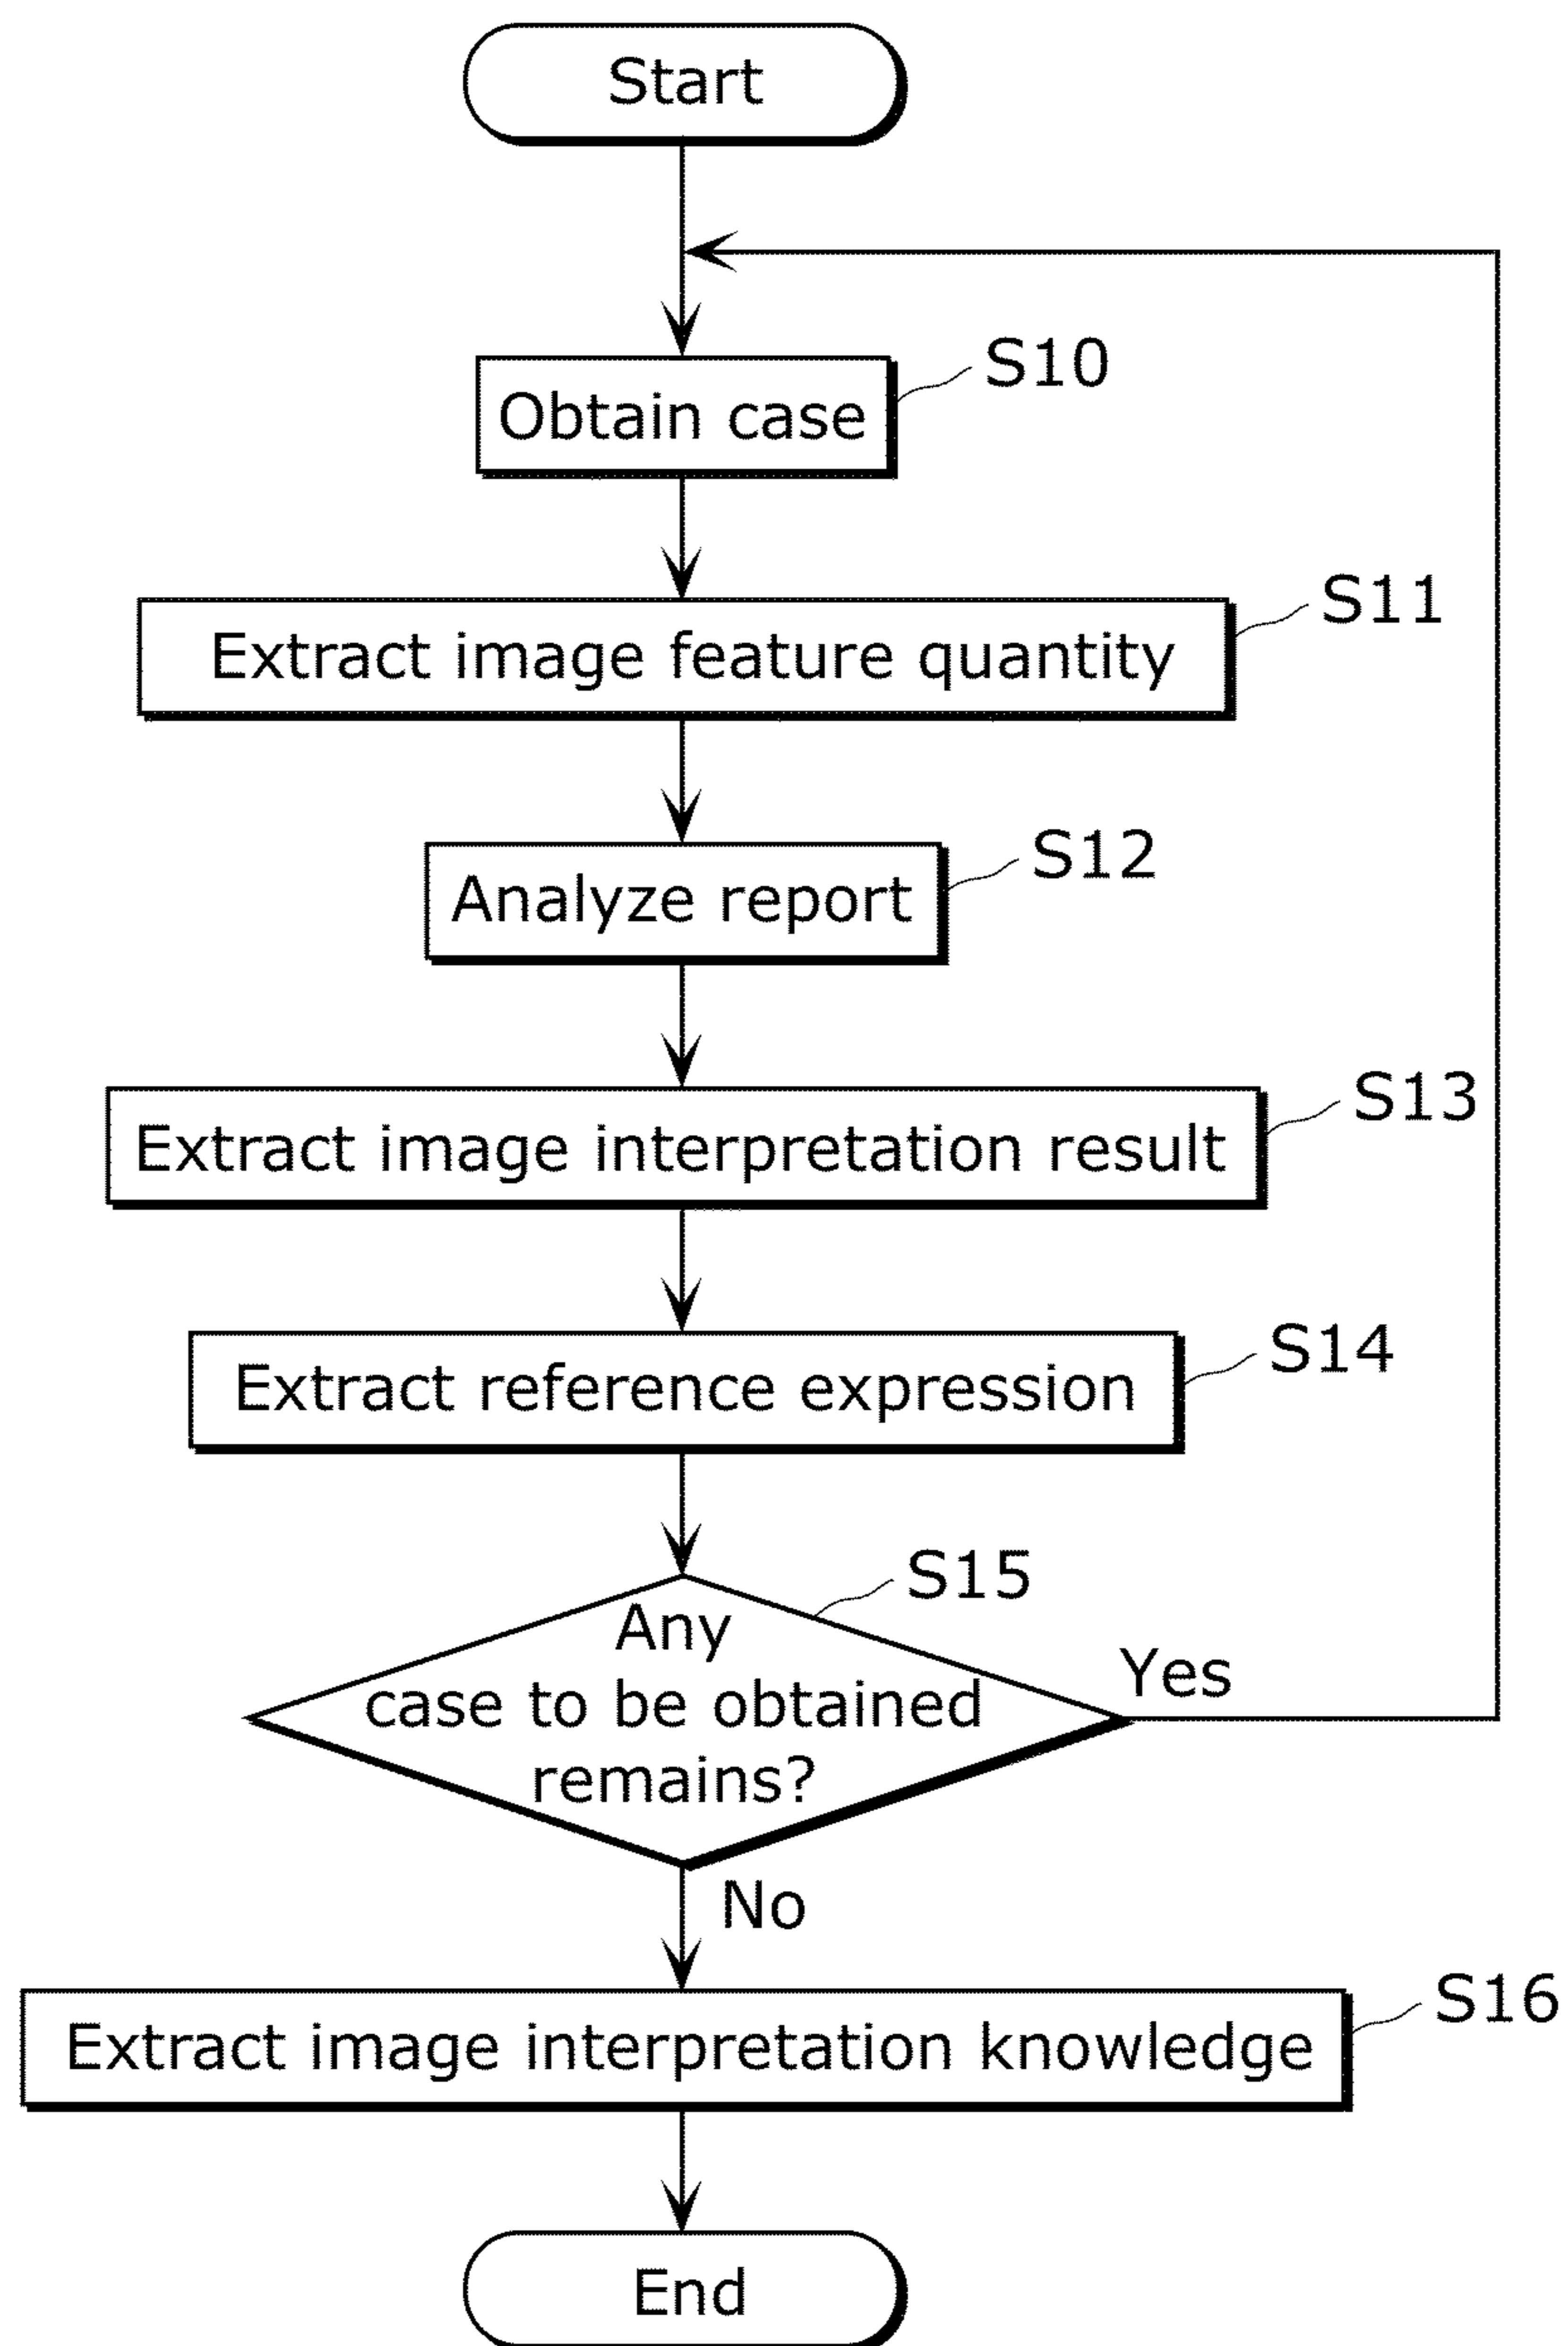 Start
S10
Obtain case
S11
Extract image feature quantity
S12
Analyze report
S13
Extract image interpretation result
S14
Extract reference expression
S15
Any
case to be obtained
remains?
Yes
No
S16
Extract image interpretation knowledge
End